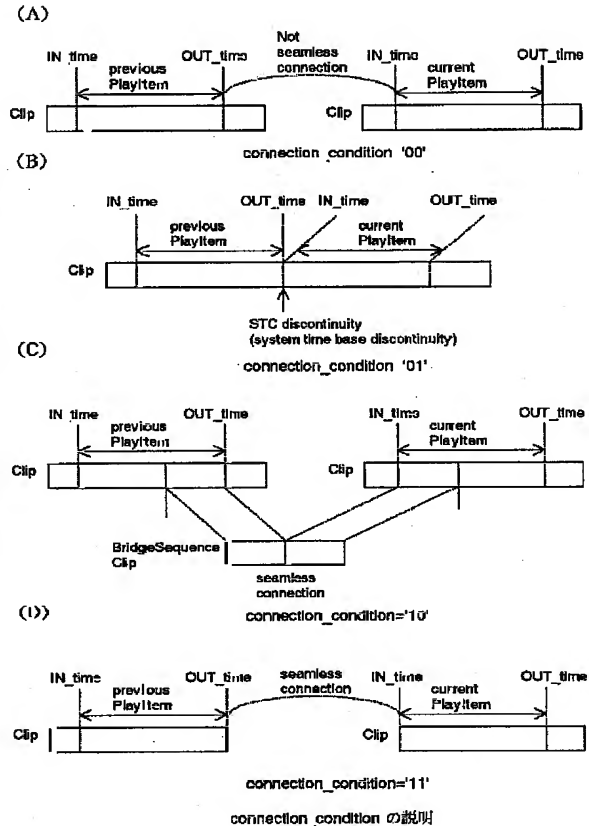 (A)
Not
seamless
connection
IN_time
OUT_time
IN_time
OUT_time
previous
PlayItem
current
PlayItem
Clip
Clip
connection_condition '00'
(B)
IN_time
OUT_time
IN_time
OUT_time
previous
PlayItem
current
PlayItem
Clip
STC discontinuity
(system time base discontinuity)
connection_condition '01'
(C)
IN_time
OUT_time
IN_time
OUT_time
previous
PlayItem
current
PlayItem
Clip
Clip
BridgeSequence
Clip
seamless
connection
connection_condition='10'
(D)
IN_time
OUT_time
seamless
connection
IN_time
OUT_time
previous
PlayItem
current
PlayItem
Clip
Clip
connection_condition='11'
connection_condition の説明